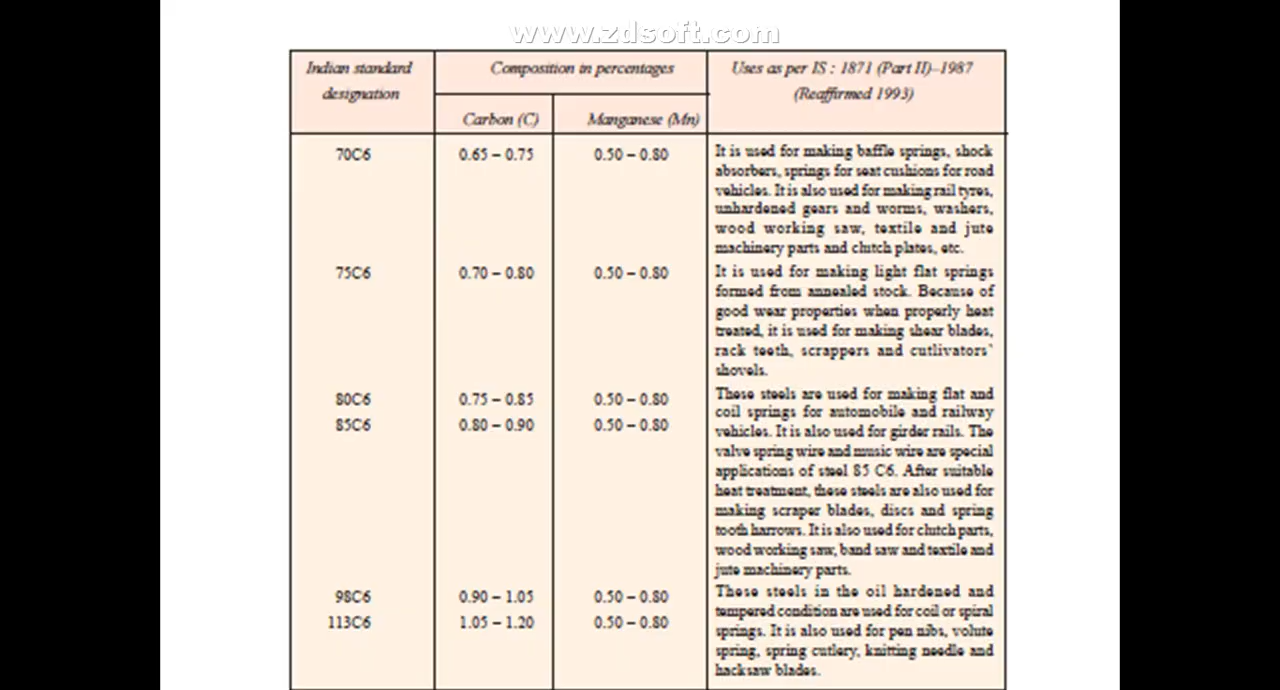 www.zdsoft.com
Indian standard designation
Composition in percentages
Uses as per IS : 1871 (Part II)–1987
(Reaffirmed 1993)
Carbon (C)
Manganese (Mn)
70C6
0.65 – 0.75
0.50 – 0.80
It is used for making baffle springs, shock
absorbers, springs for seat cushions for road
vehicles. It is also used for making rail tyres,
unhardened gears and worms, washers,
wood working saw, textile and jute
machinery parts and clutch plates, etc.
75C6
0.70 – 0.80
0.50 – 0.80
It is used for making light flat springs
formed from annealed stock. Because of
good wear properties when properly heat
treated, it is used for making shear blades,
rack teeth, scrappers and cutlivators`
shovels.
80C6
0.75 – 0.85
0.50 – 0.80
85C6
0.80 – 0.90
0.50 – 0.80
These steels are used for making flat and
coil springs for automobile and railway
vehicles. It is also used for girder rails. The
valve spring wire and music wire are special
applications of steel 85 C6. After suitable
heat treatment, these steels are also used for
making scraper blades, discs and spring
tooth harrows. It is also used for clutch parts,
wood working saw, band saw and textile and
jute machinery parts.
98C6
0.90 – 1.05
0.50 – 0.80
113C6
1.05 – 1.20
0.50 – 0.80
These steels in the oil hardened and
tempered condition are used for coil or spiral
springs. It is also used for pen nibs, volute
spring, spring cutlery, knitting needle and
hacksaw blades.